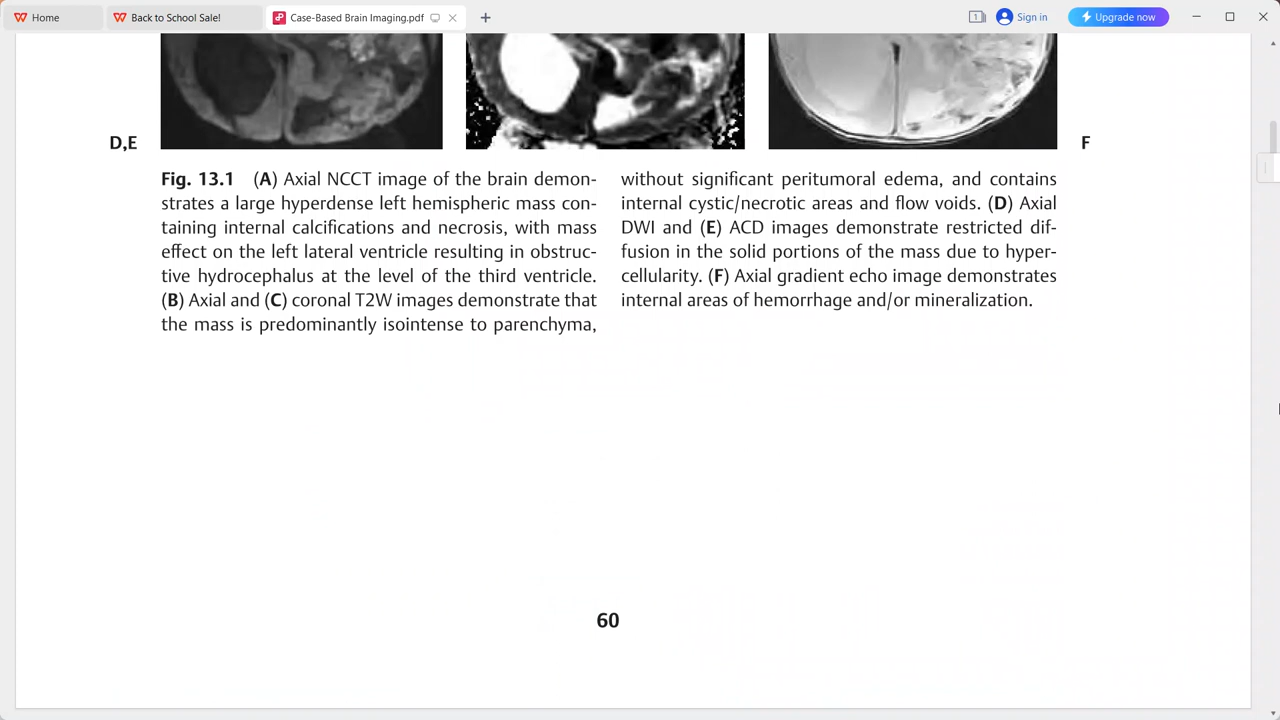 Home
Back to School Sale!
Case-Based Brain Imaging.pdf
1
Sign in
Upgrade now
D,E
F
Fig. 13.1 (A) Axial NCCT image of the brain demon-
strates a large hyperdense left hemispheric mass con-
taining internal calcifications and necrosis, with mass
effect on the left lateral ventricle resulting in obstruc-
tive hydrocephalus at the level of the third ventricle.
(B) Axial and (C) coronal T2W images demonstrate that
the mass is predominantly isointense to parenchyma,
without significant peritumoral edema, and contains
internal cystic/necrotic areas and flow voids. (D) Axial
DWI and (E) ACD images demonstrate restricted dif-
fusion in the solid portions of the mass due to hyper-
cellularity. (F) Axial gradient echo image demonstrates
internal areas of hemorrhage and/or mineralization.
60